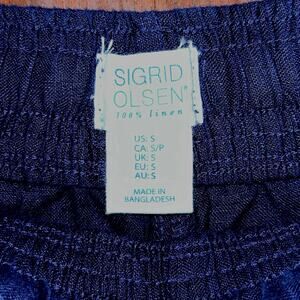 SIGRID
OLSEN®
100% linen
US: S
CA: S/P
UK: S
EU: S
AU: S
MADE IN
BANGLADESH